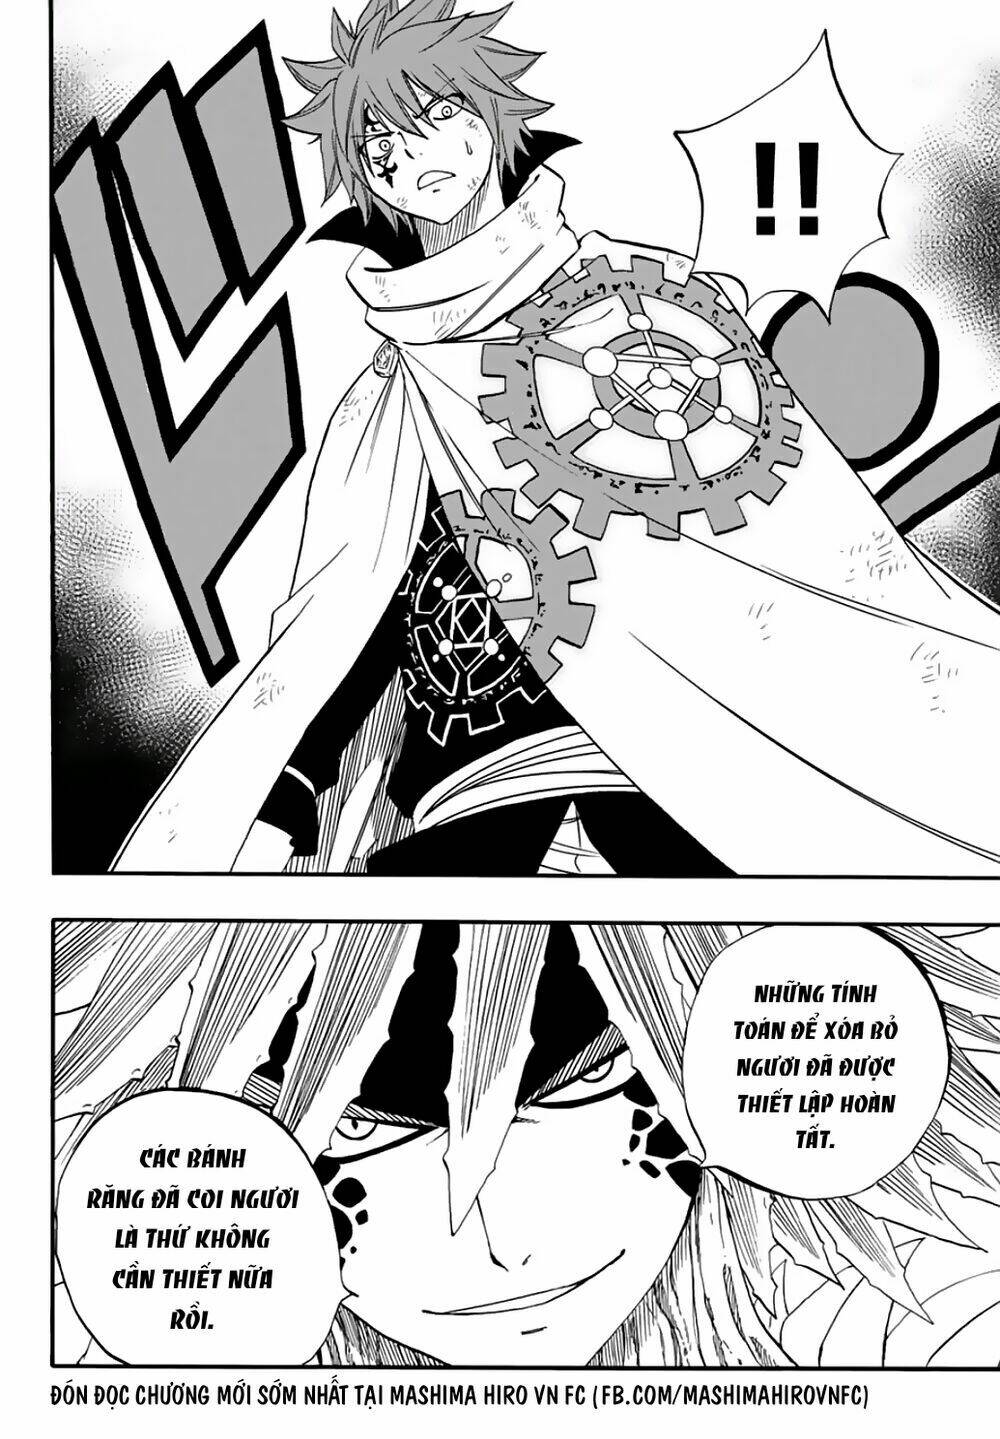 !!
NHỮNG TÍNH
TOÁN ĐỂ XÓA BỎ
NGƯƠI ĐÃ ĐƯỢC
THIẾT LẬP HOÀN
TẤT.
CÁC BÁNH
RĂNG ĐÃ COI NGƯƠI
LÀ THỨ KHÔNG
CẦN THIẾT NỮA
RỒI.
ĐÓN ĐỌC CHƯƠNG MỚI SỚM NHẤT TẠI MASHIMA HIRO VN FC (FB.COM/MASHIMAHIROVNFC)